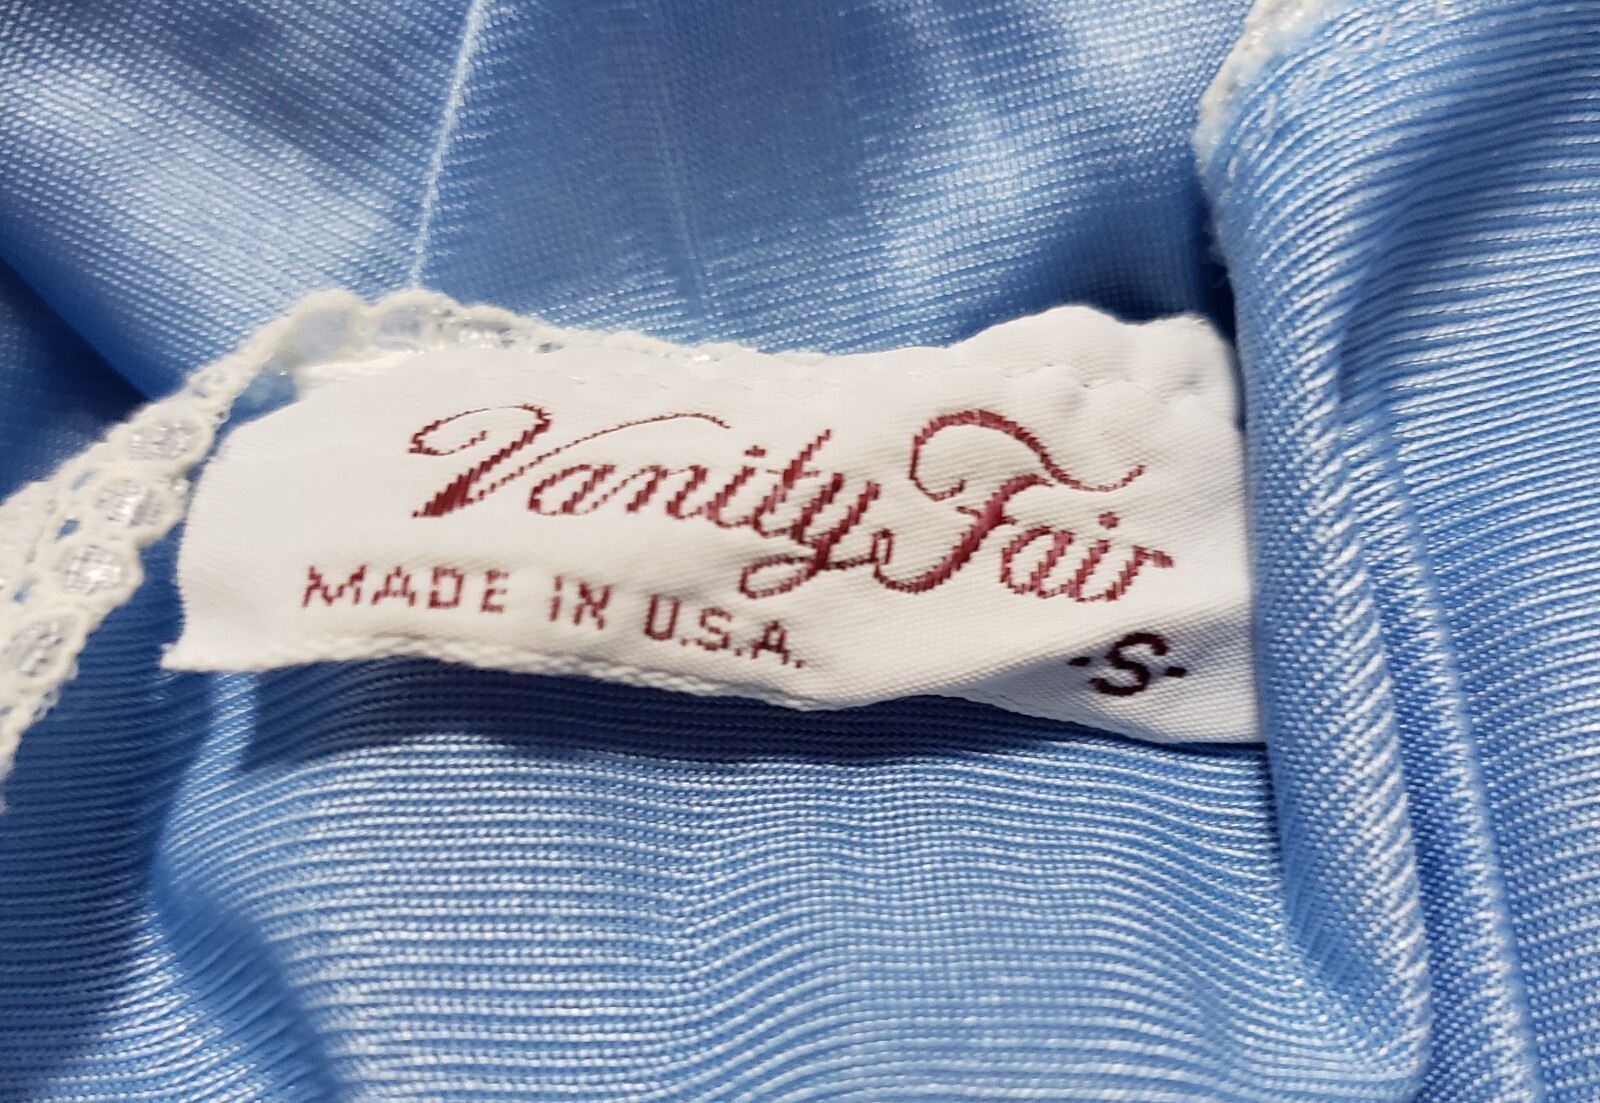 Vanity Fair
MADE IN U.S.A.
-S-